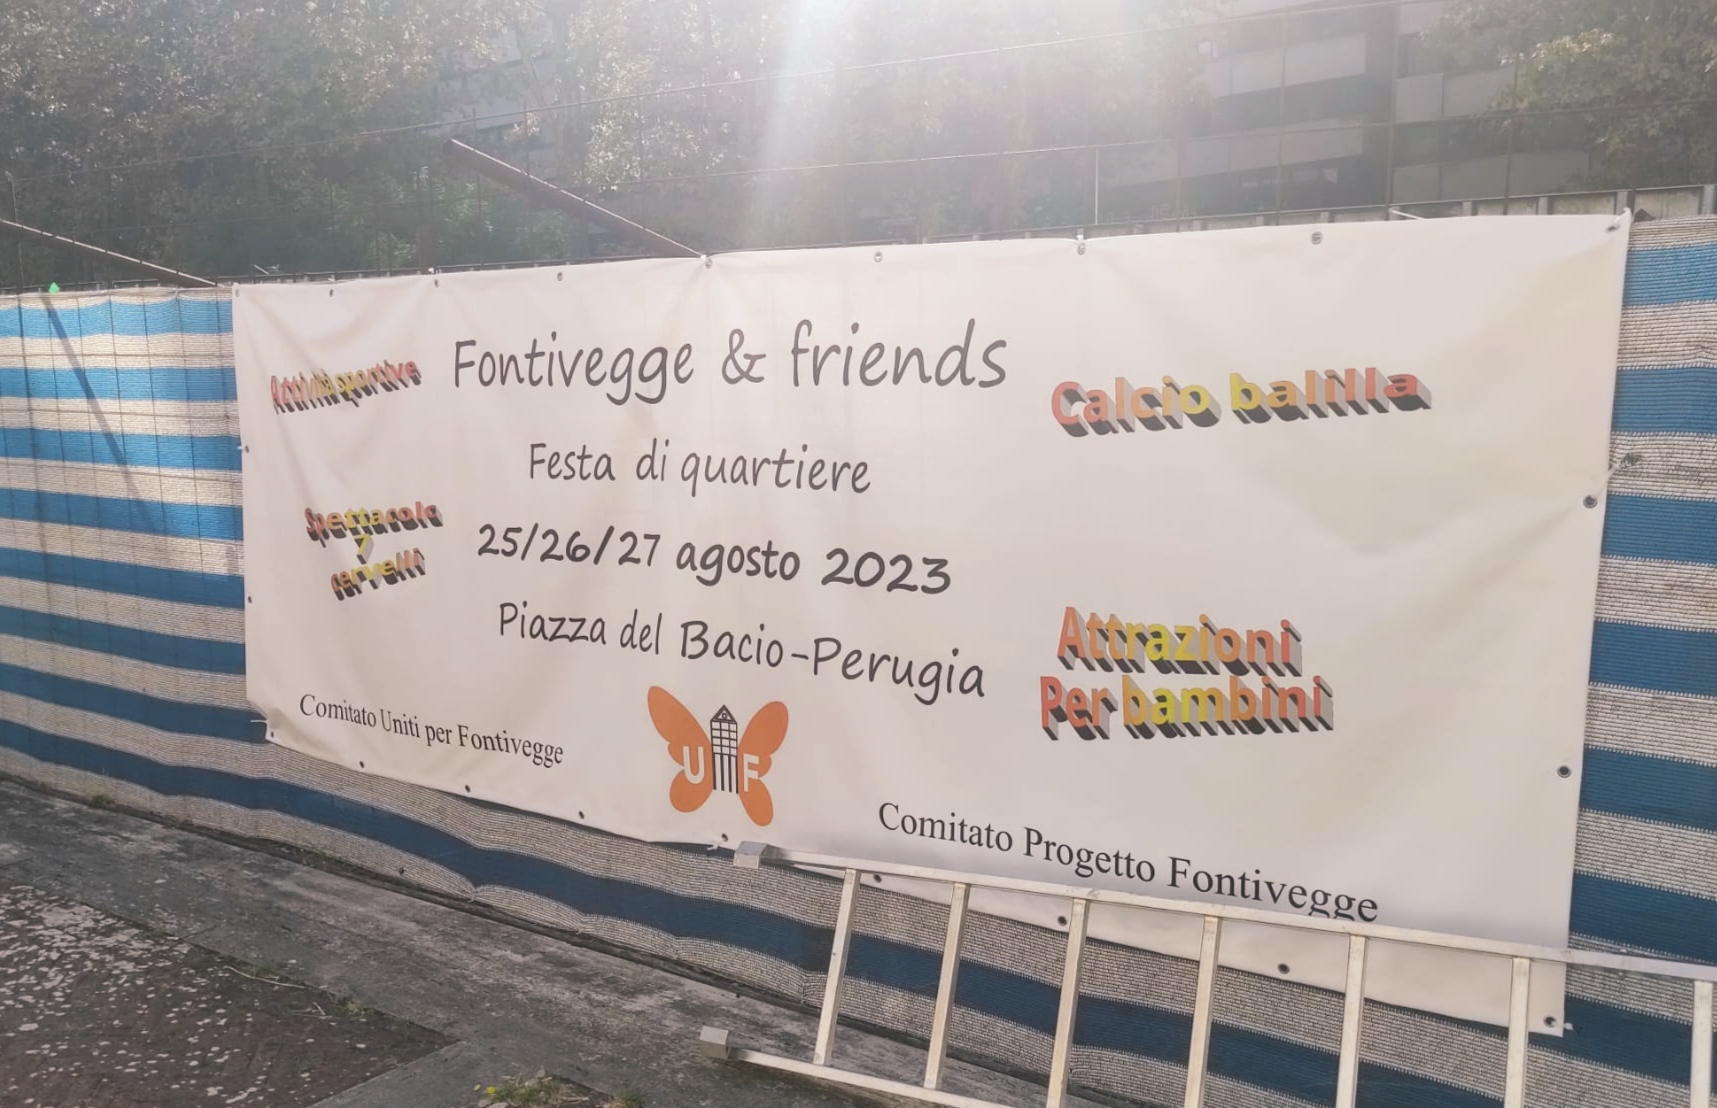 Fontivegge & friends
Attività sportive
Calcio balilla
Festa di quartiere
Spettacolo
7
cervelli
25/26/27 agosto 2023
Piazza del Bacio-Perugia
Attrazioni
Per bambini
Comitato Uniti per Fontivegge
U F
Comitato Progetto Fontivegge